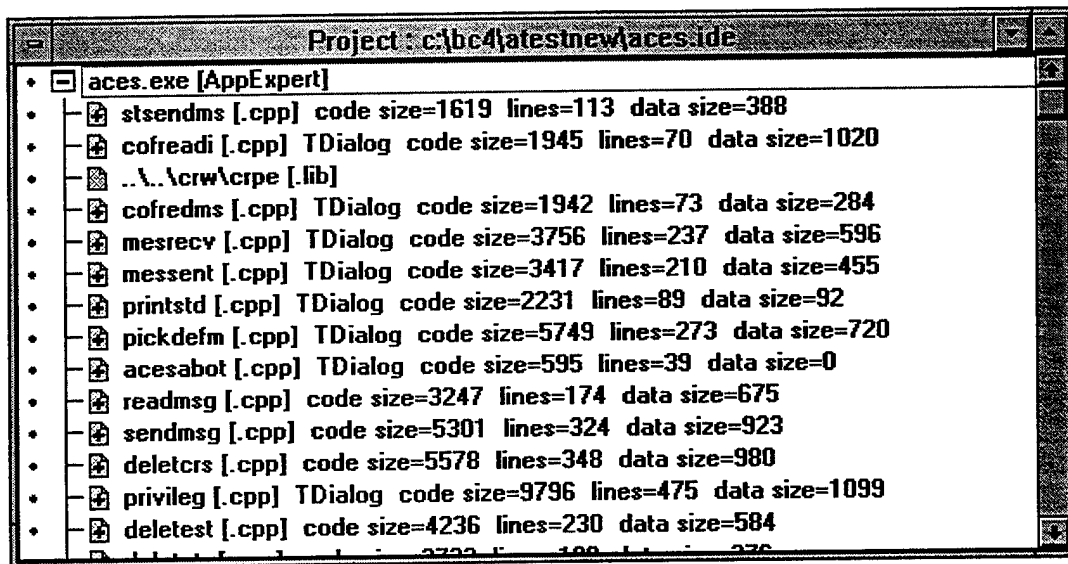 Project : c:\bc4\atestnew\aces.ide
aces.exe [AppExpert]
stsendms [.cpp] code size=1619 lines=113 data size=388
cofreadi [.cpp] TDialog code size=1945 lines=70 data size=1020
..\..\crw\crpe [.lib]
cofredms [.cpp] TDialog code size=1942 lines=73 data size=284
mesrecv [.cpp] TDialog code size=3756 lines=237 data size=596
messent [.cpp] TDialog code size=3417 lines=210 data size=455
printstd [.cpp] TDialog code size=2231 lines=89 data size=92
pickdefm [.cpp] TDialog code size=5749 lines=273 data size=720
acesabot [.cpp] TDialog code size=595 lines=39 data size=0
readmsg [.cpp] code size=3247 lines=174 data size=675
sendmsg [.cpp] code size=5301 lines=324 data size=923
deletcrs [.cpp] code size=5578 lines=348 data size=980
privileg [.cpp] TDialog code size=9796 lines=475 data size=1099
deletest [.cpp] code size=4236 lines=230 data size=584